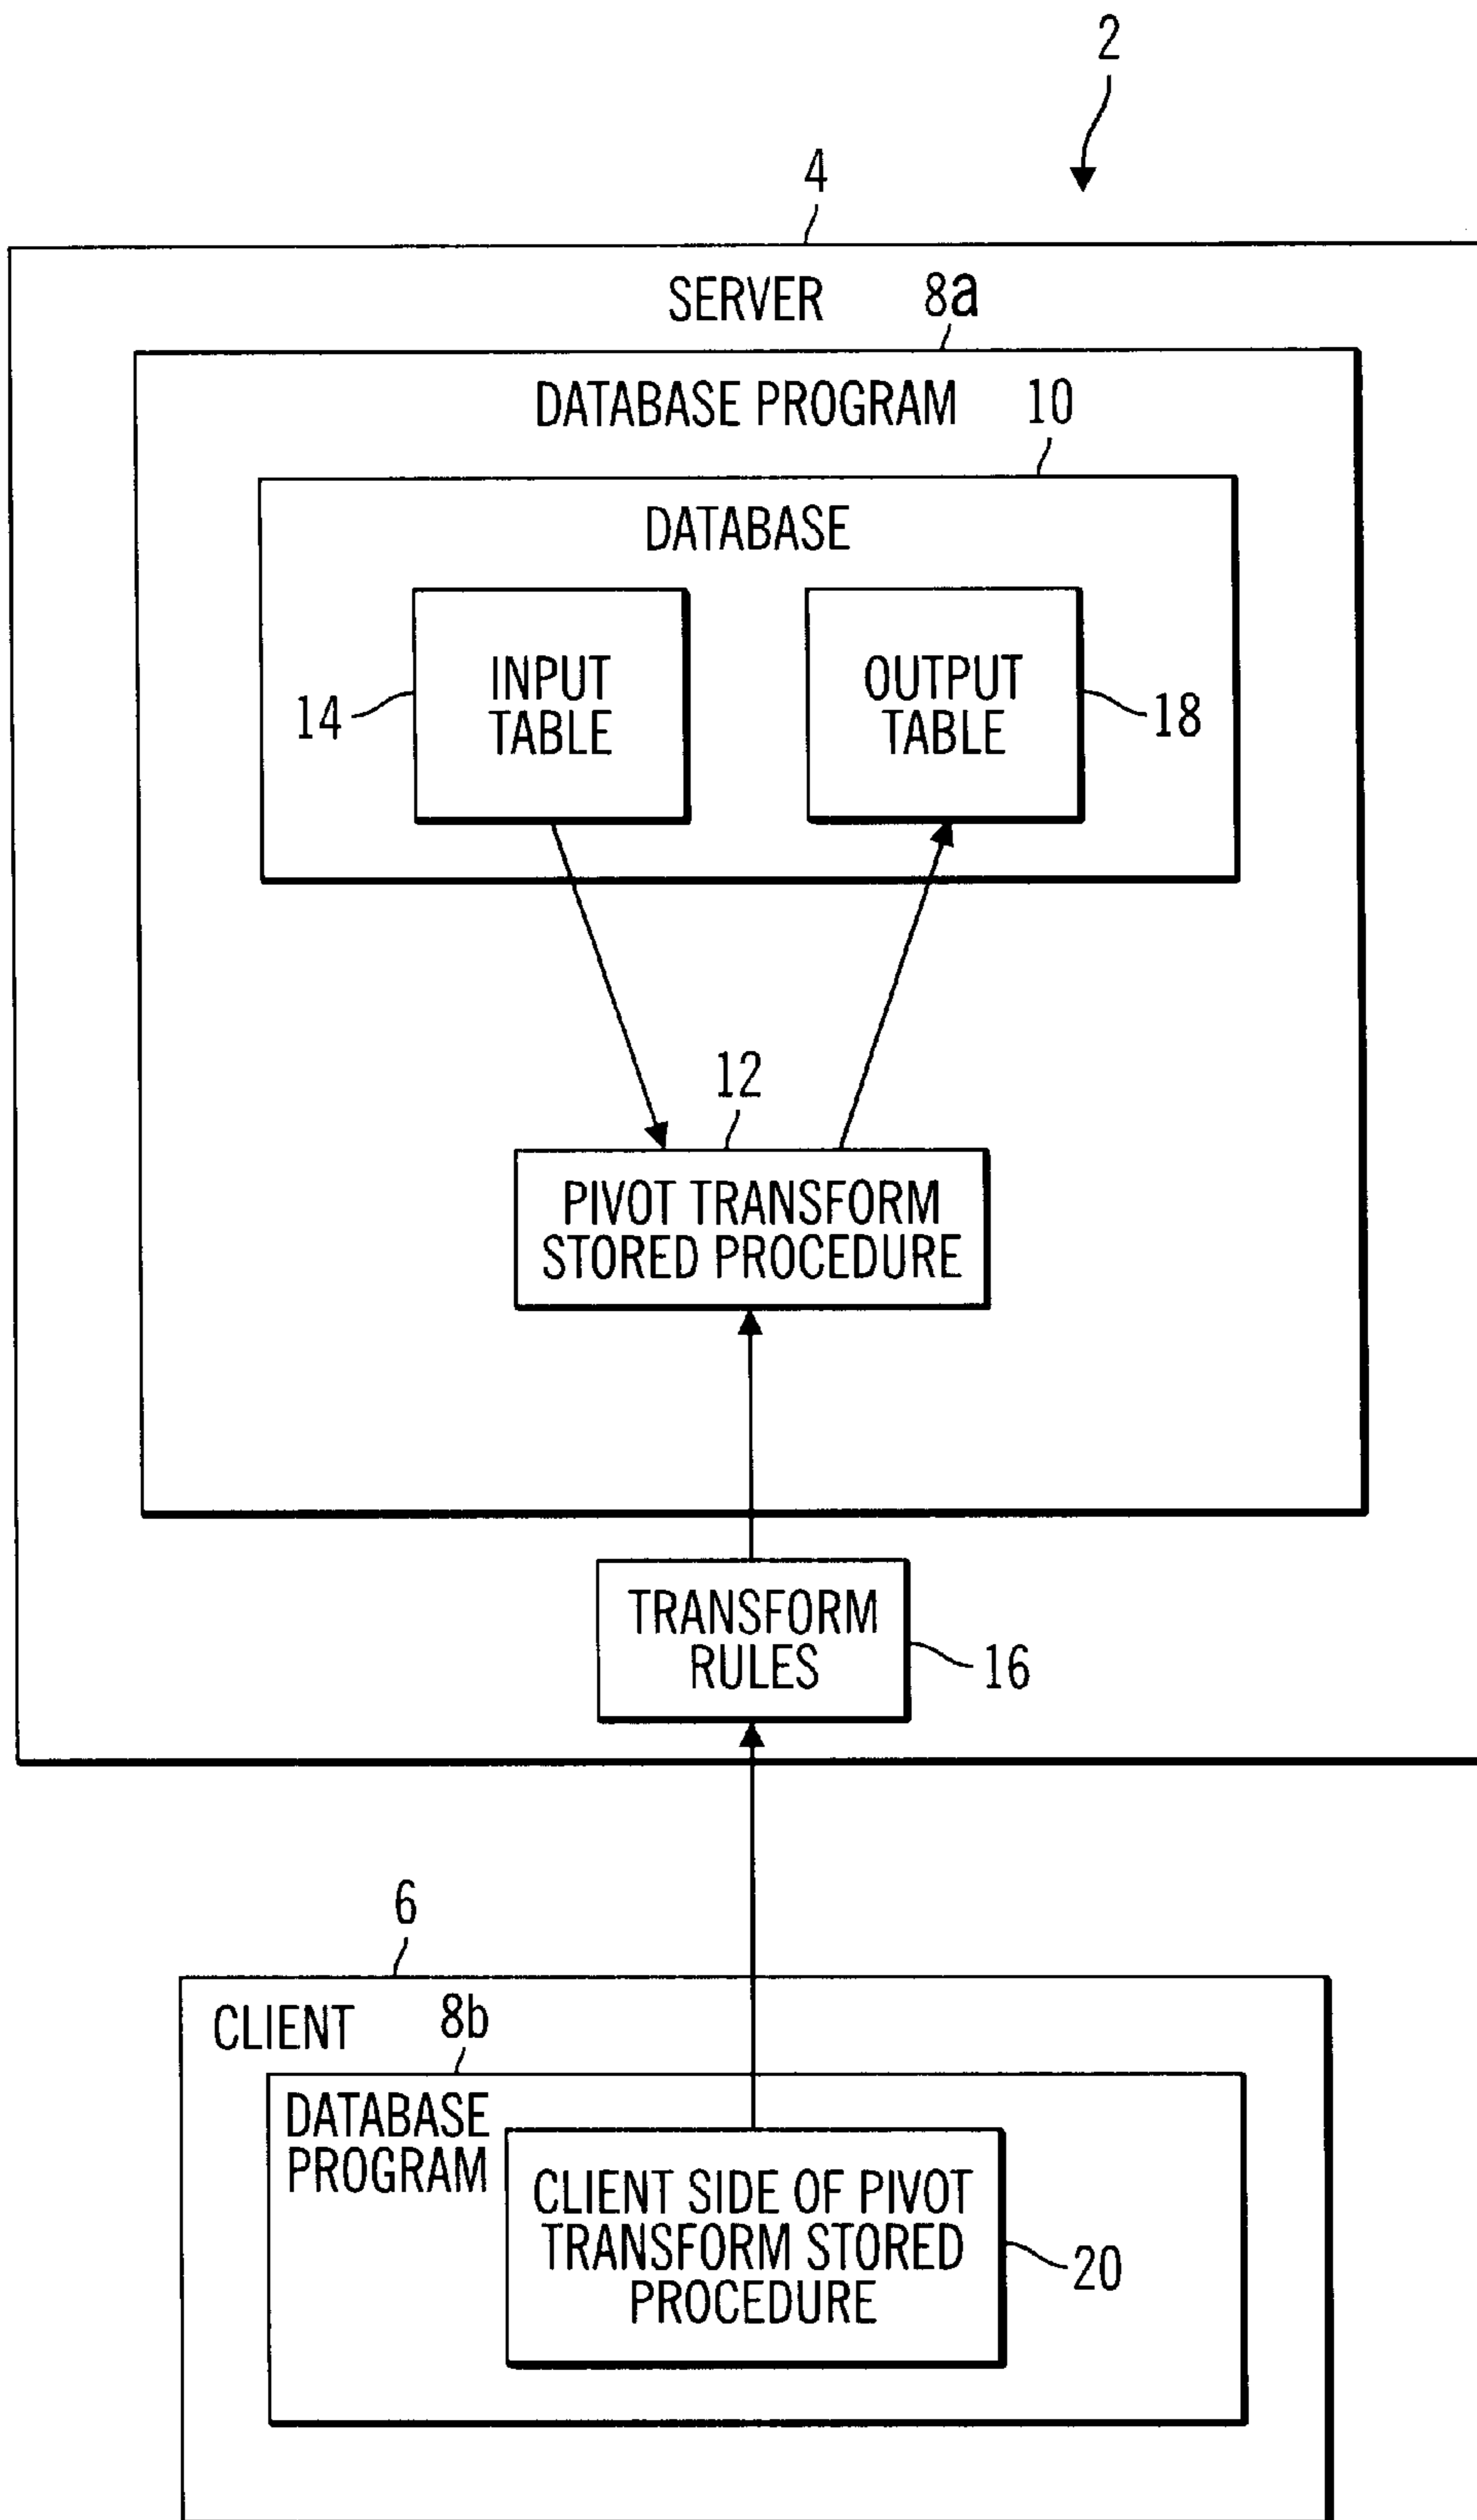 2
4
SERVER
8a
DATABASE PROGRAM
10
DATABASE
INPUT
TABLE
14
OUTPUT
TABLE
18
12
PIVOT TRANSFORM
STORED PROCEDURE
TRANSFORM
RULES
16
6
CLIENT
8b
DATABASE
PROGRAM
CLIENT SIDE OF PIVOT
TRANSFORM STORED
PROCEDURE
20